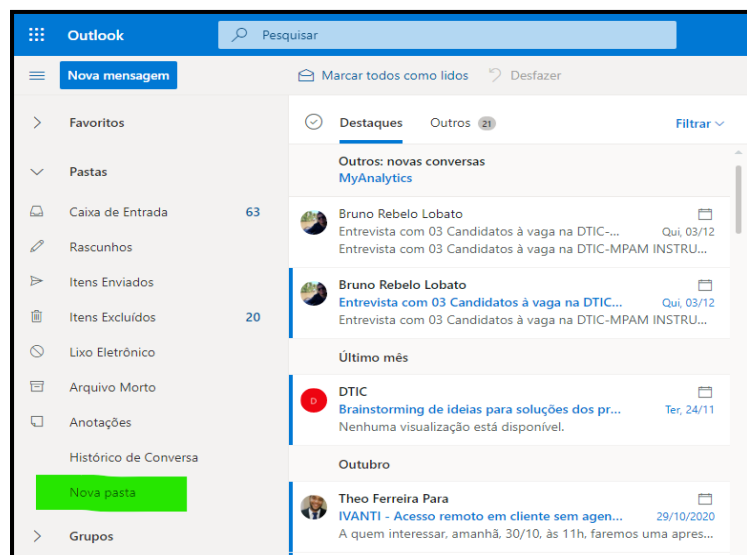 Outlook
Pesquisar
Nova mensagem
Marcar todos como lidos
Desfazer
Favoritos
Pastas
Caixa de Entrada 63
Rascunhos
Itens Enviados
Itens Excluídos 20
Lixo Eletrônico
Arquivo Morto
Anotações
Histórico de Conversa
Nova pasta
Grupos
Destaques Outros 21 Filtrar
Outros: novas conversas
MyAnalytics
Bruno Rebelo Lobato
Entrevista com 03 Candidatos à vaga na DTIC-... Qui, 03/12
Entrevista com 03 Candidatos à vaga na DTIC-MPAM INSTRU...
Bruno Rebelo Lobato
Entrevista com 03 Candidatos à vaga na DTIC... Qui, 03/12
Entrevista com 03 Candidatos à vaga na DTIC-MPAM INSTRU...
Último mês
D
DTIC
Brainstorming de ideias para soluções dos pr... Ter, 24/11
Nenhuma visualização está disponível.
Outubro
Theo Ferreira Para
IVANTI - Acesso remoto em cliente sem agen... 29/10/2020
A quem interessar, amanhã, 30/10, às 11h, faremos uma apres...